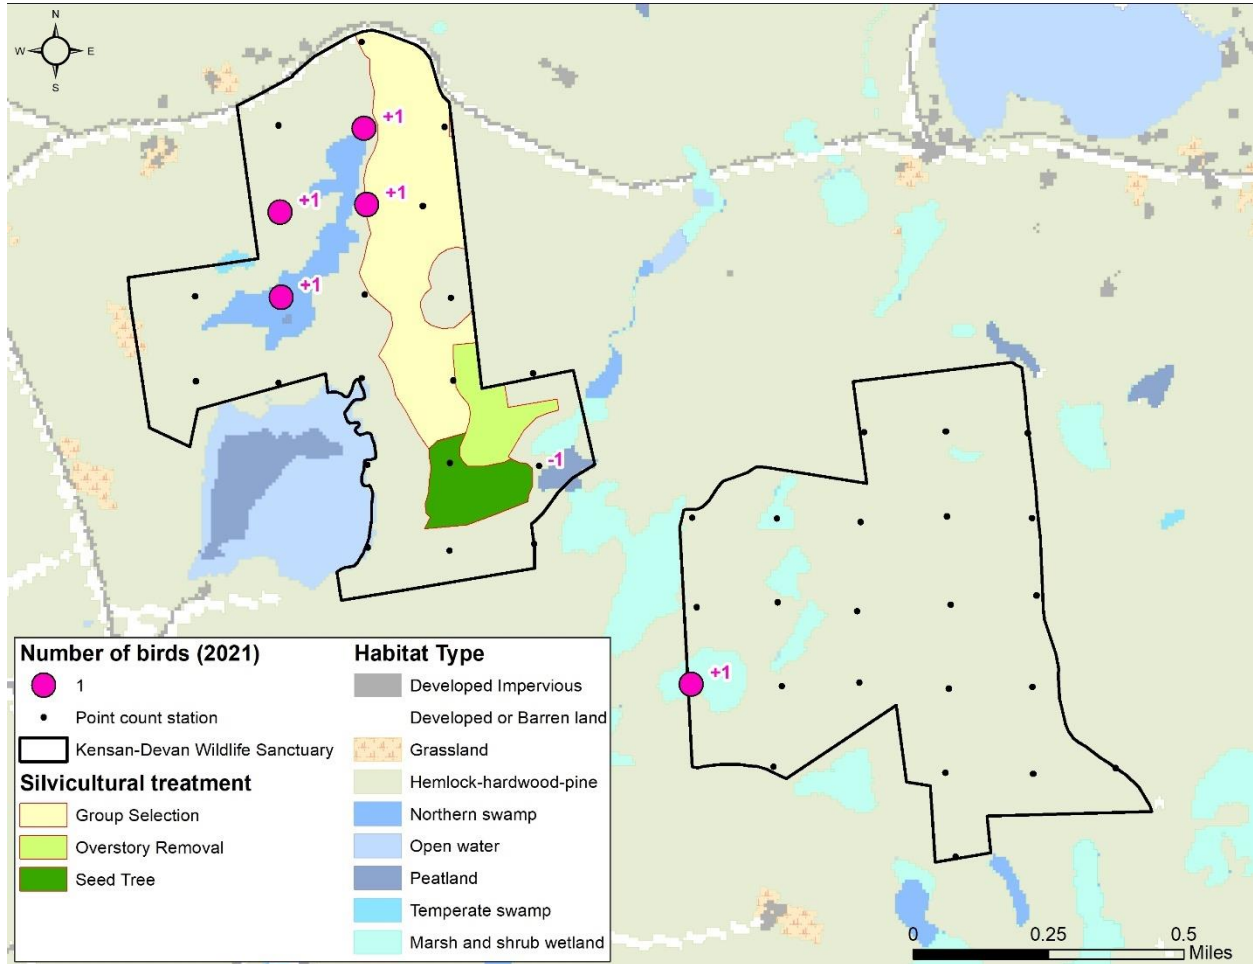 N
W E
S
+1
+1
+1
+1
-1
+1
Number of birds (2021)
1
Point count station
Kensan-Devan Wildlife Sanctuary
Silvicultural treatment
Group Selection
Overstory Removal
Seed Tree
Habitat Type
Developed Impervious
Developed or Barren land
Grassland
Hemlock-hardwood-pine
Northern swamp
Open water
Peatland
Temperate swamp
Marsh and shrub wetland
0 0.25 0.5
Miles